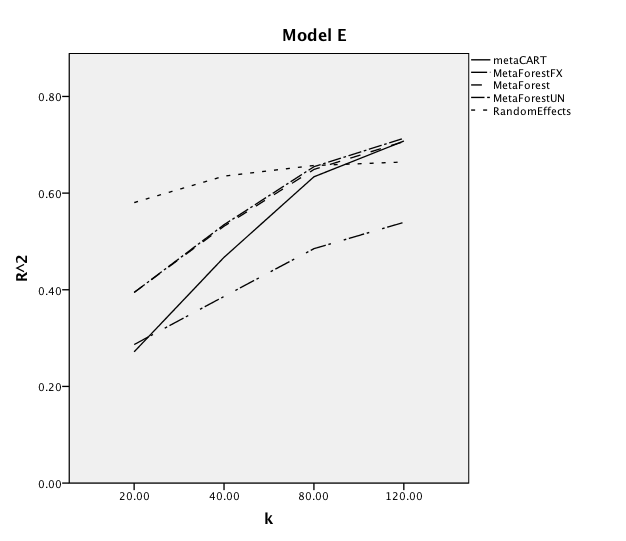 Model E
metaCART
MetaForestFX
MetaForest
MetaForestUN
RandomEffects
0.80
0.60
0.40
0.20
0.00
R^2
20.00 40.00 80.00 120.00
k